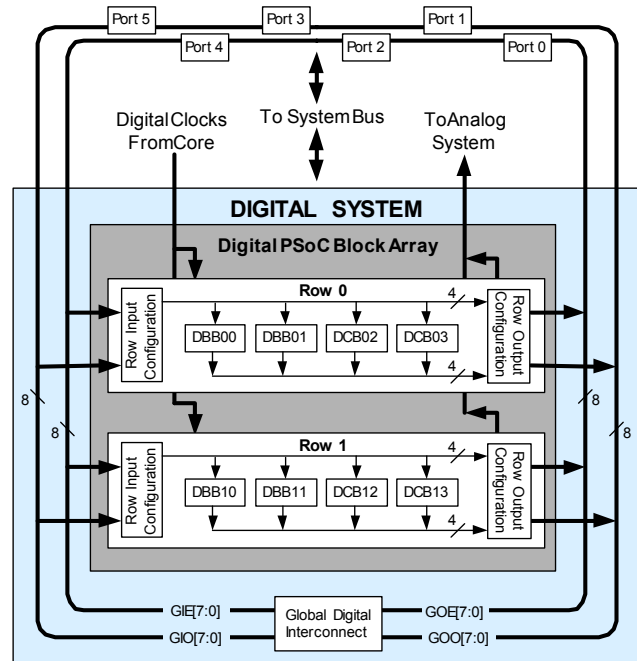 Port 5
Port 3
Port 1
Port 4
Port 2
Port 0
Digital Clocks
From Core
To System Bus
To Analog
System
DIGITAL SYSTEM
Digital PSoC Block Array
Row 0
4
Row Input
Configuration
DBB00
DBB01
DCB02
DCB03
4
Row Output
Configuration
8
8
8
8
Row 1
4
Row Input
Configuration
DBB10
DBB11
DCB12
DCB13
4
Row Output
Configuration
GIE[7:0]
GIO[7:0]
Global Digital
Interconnect
GOE[7:0]
GOO[7:0]